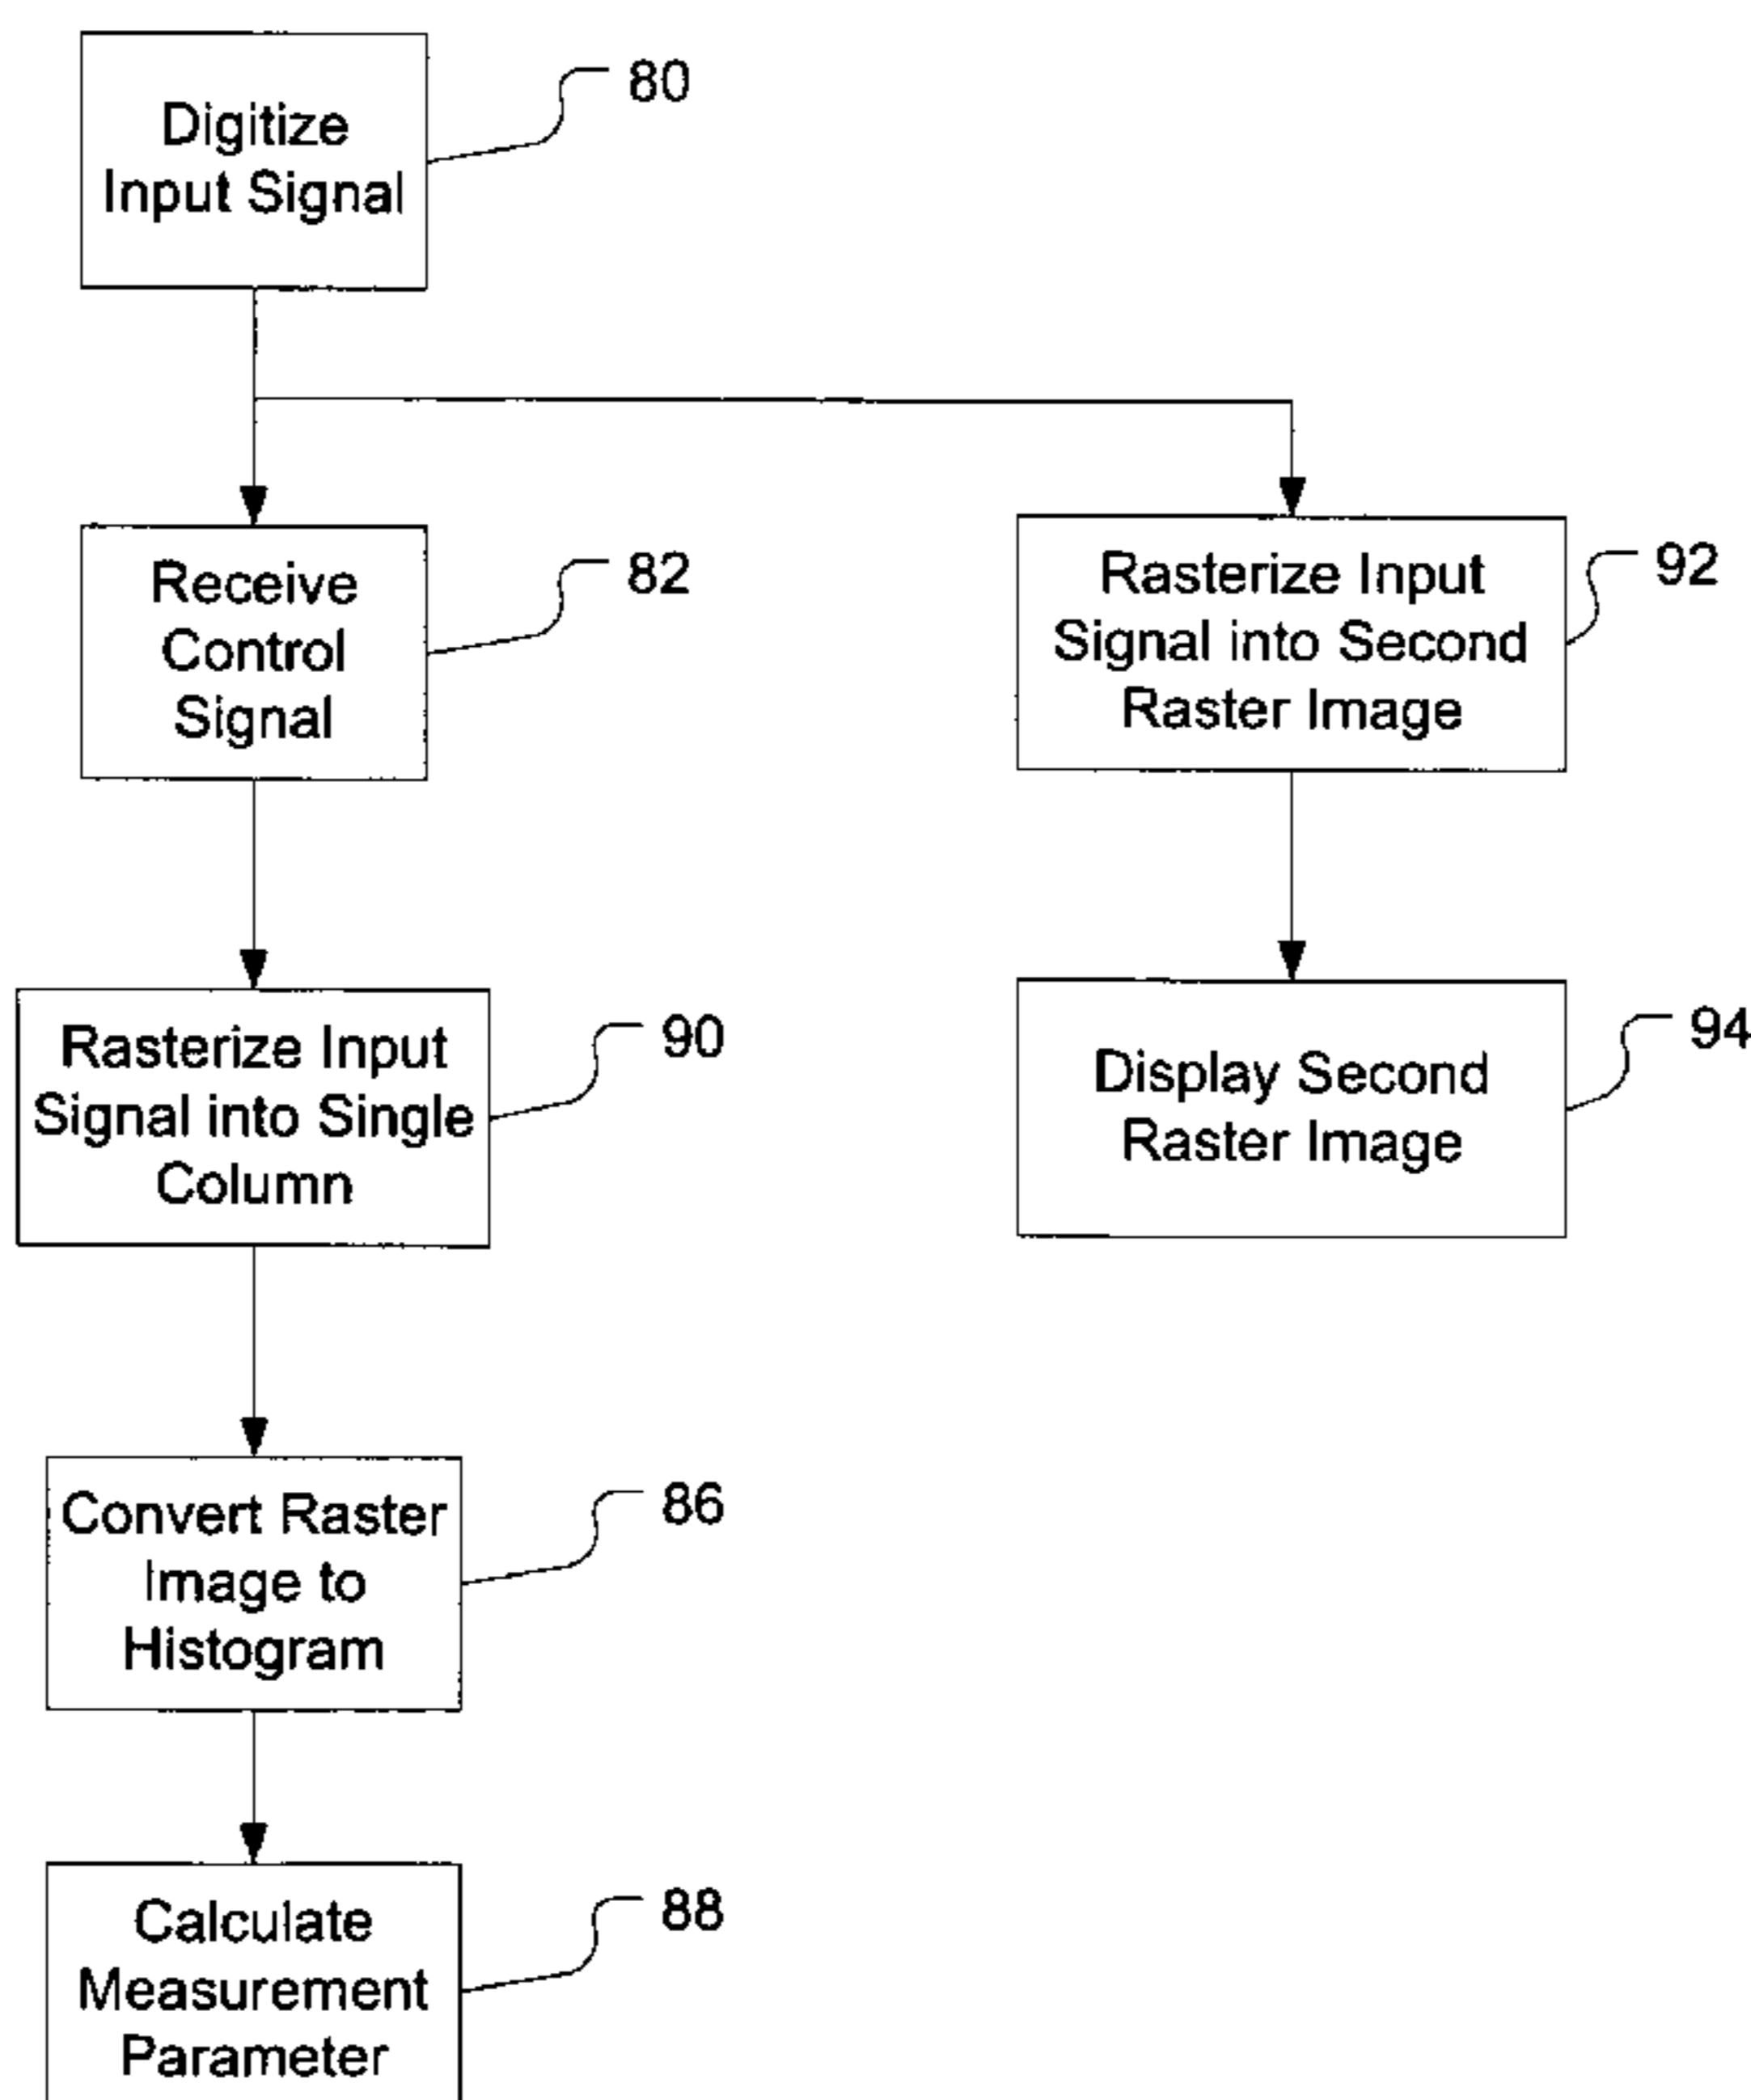 Digitize
Input Signal
80
Receive
Control
Signal
82
Rasterize Input
Signal into Second
Raster Image
92
Rasterize Input
Signal into Single
Column
90
Display Second
Raster Image
94
Convert Raster
Image to
Histogram
86
Calculate
Measurement
Parameter
88